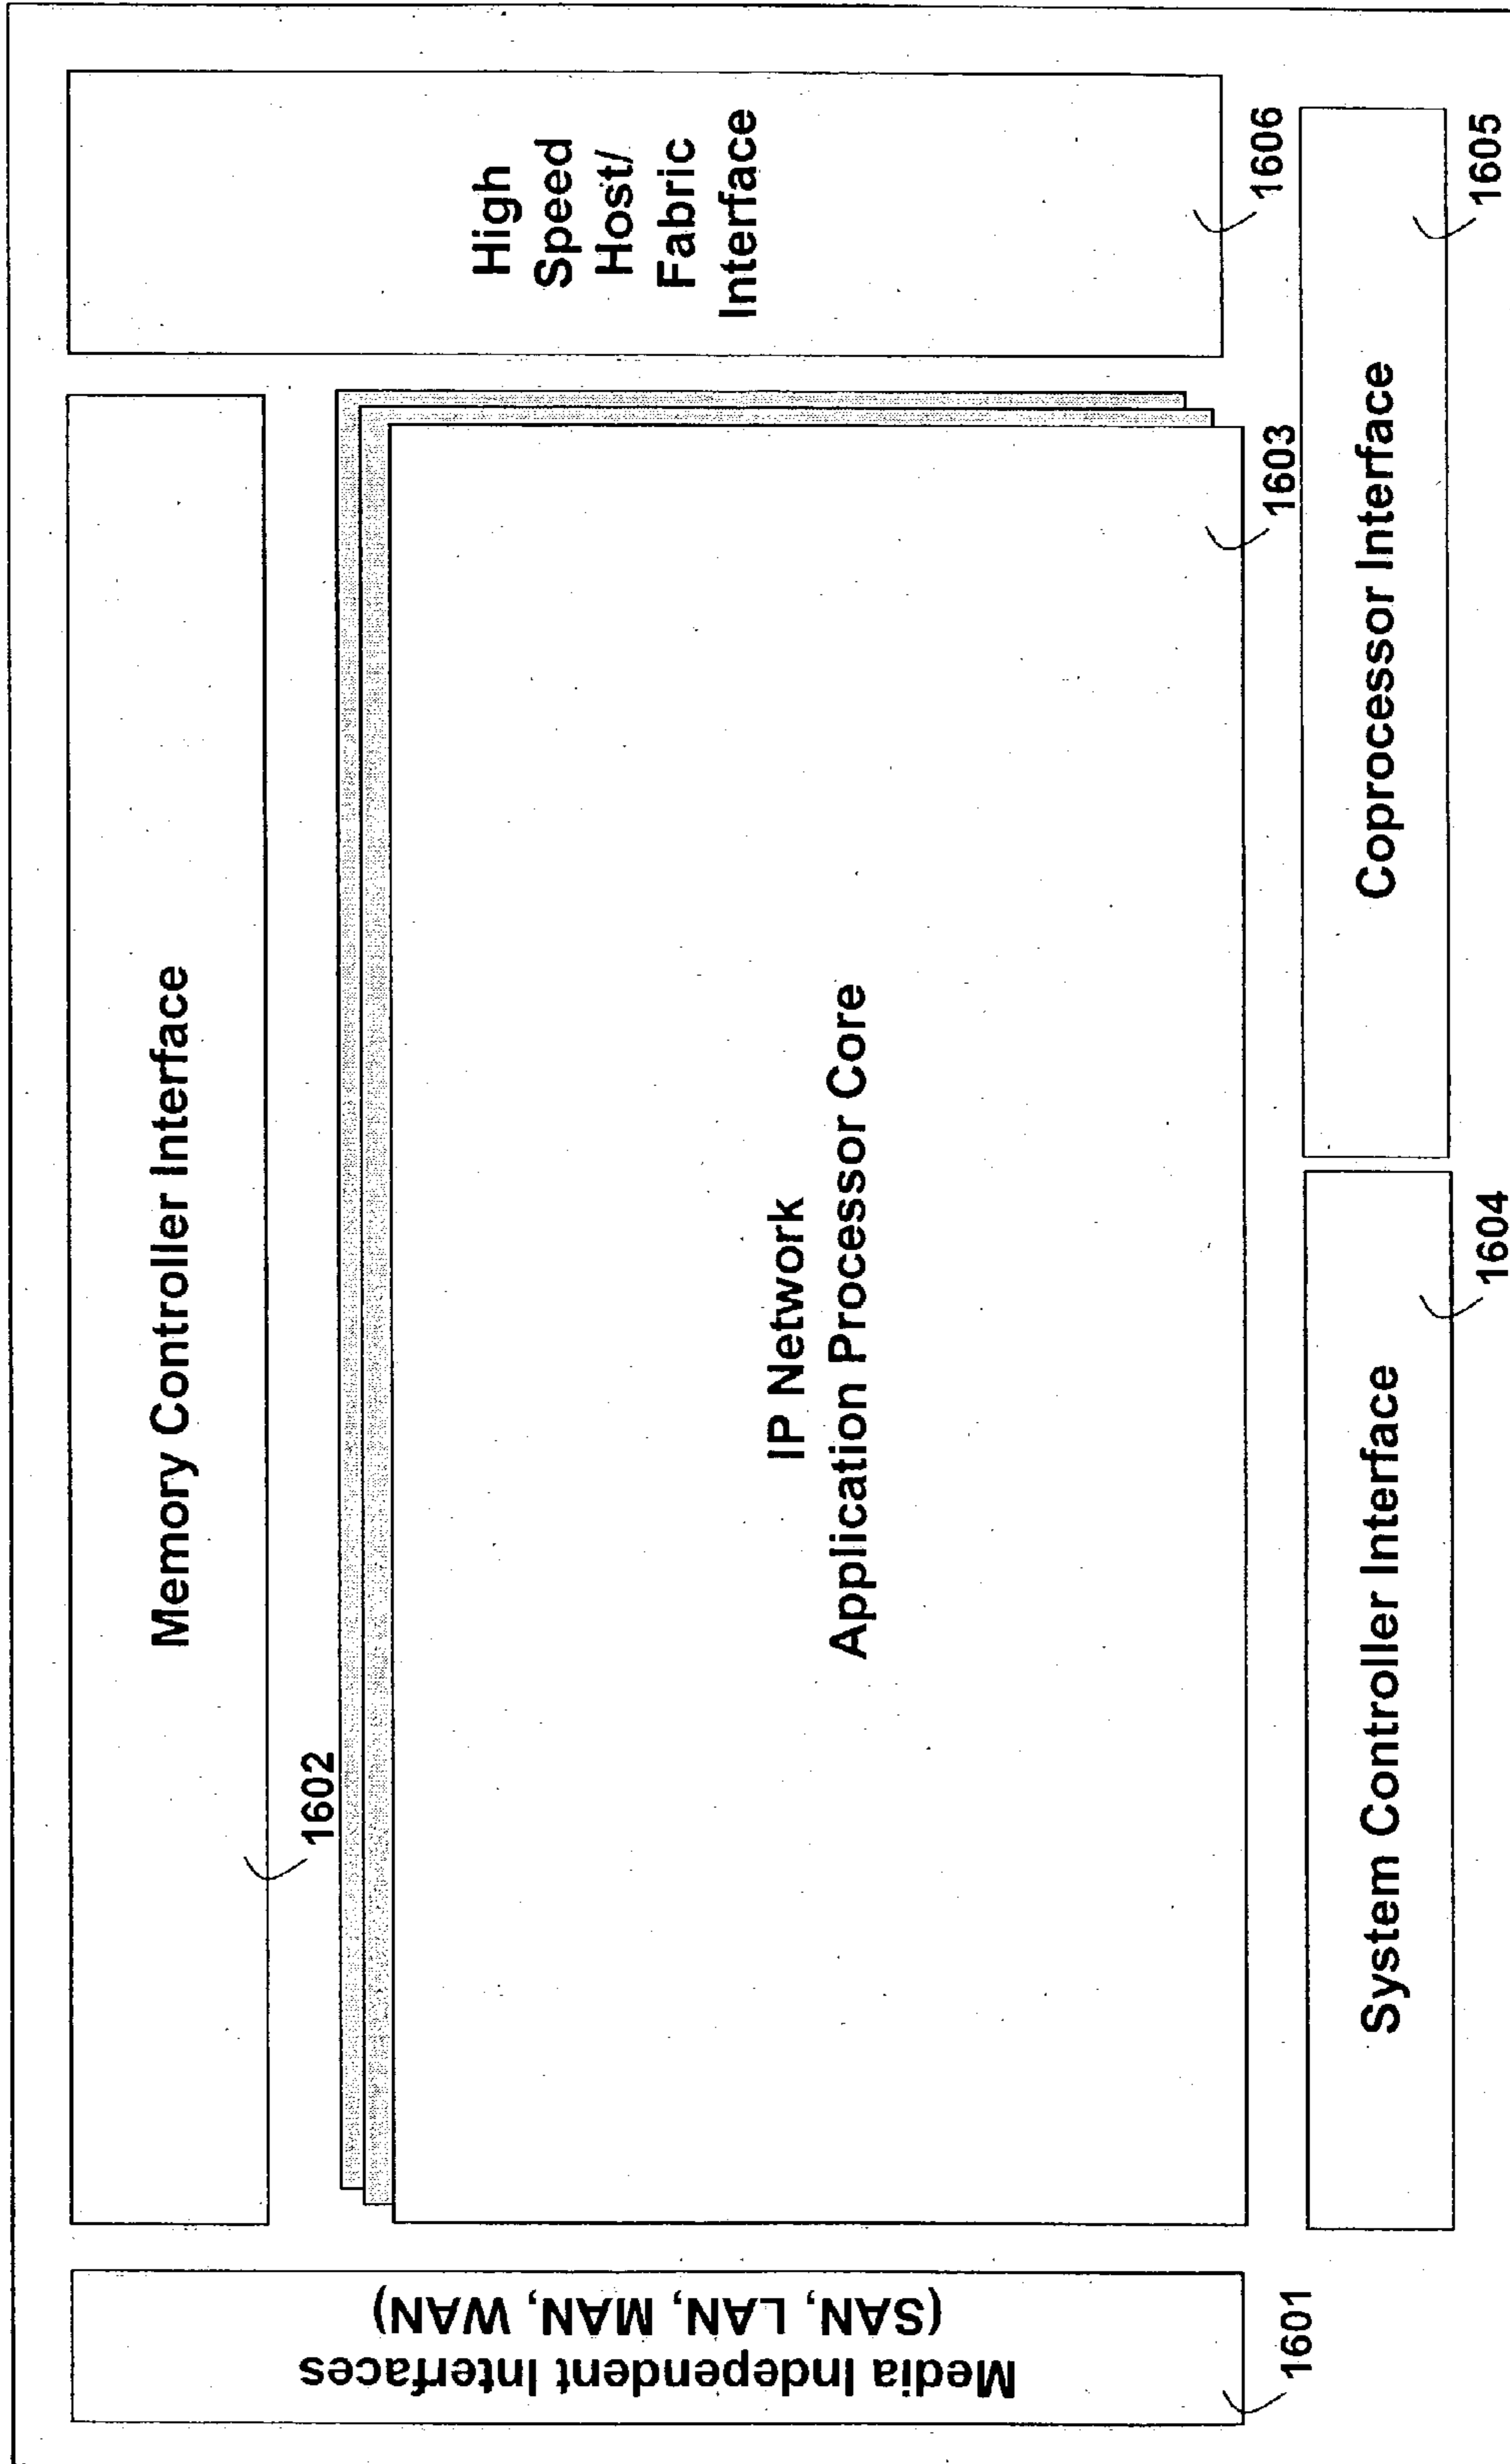 Media Independent Interfaces
(SAN, LAN, MAN, WAN)
1601
Memory Controller Interface
1602
IP Network
Application Processor Core
1603
High
Speed
Host/
Fabric
Interface
1606
System Controller Interface
1604
Coprocessor Interface
1605